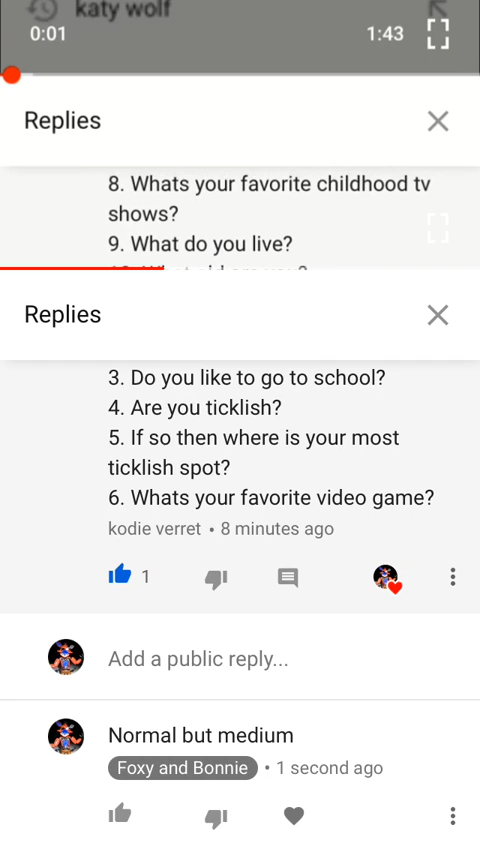 katy wolf
0:01
1:43
Replies
8. Whats your favorite childhood tv
shows?
9. What do you live?
Replies
3. Do you like to go to school?
4. Are you ticklish?
5. If so then where is your most
ticklish spot?
6. Whats your favorite video game?
kodie verret • 8 minutes ago
1
Add a public reply...
Normal but medium
Foxy and Bonnie • 1 second ago